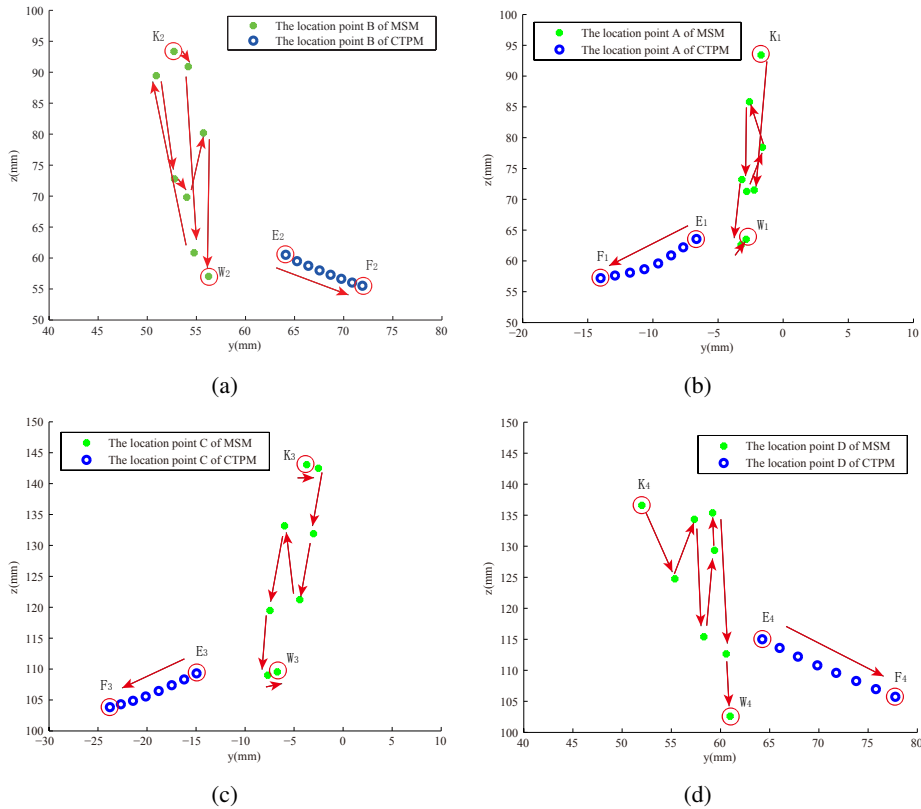 The location point B of MSM
The location point B of CTPM
K2
E2
F2
W2
100
95
90
85
80
75
70
65
60
55
50
z(mm)
40 45 50 55 60 65 70 75 80
y(mm)
(a)
The location point A of MSM
The location point A of CTPM
K1
E1
F1
W1
100
95
90
85
80
75
70
65
60
55
50
z(mm)
−20 −15 −10 −5 0 5 10
y(mm)
(b)
The location point C of MSM
The location point C of CTPM
K3
E3
F3
W3
150
145
140
135
130
125
120
115
110
105
100
z(mm)
−30 −25 −20 −15 −10 −5 0 5 10
y(mm)
(c)
The location point D of MSM
The location point D of CTPM
K4
E4
F4
W4
150
145
140
135
130
125
120
115
110
105
100
z(mm)
40 45 50 55 60 65 70 75 80
y(mm)
(d)